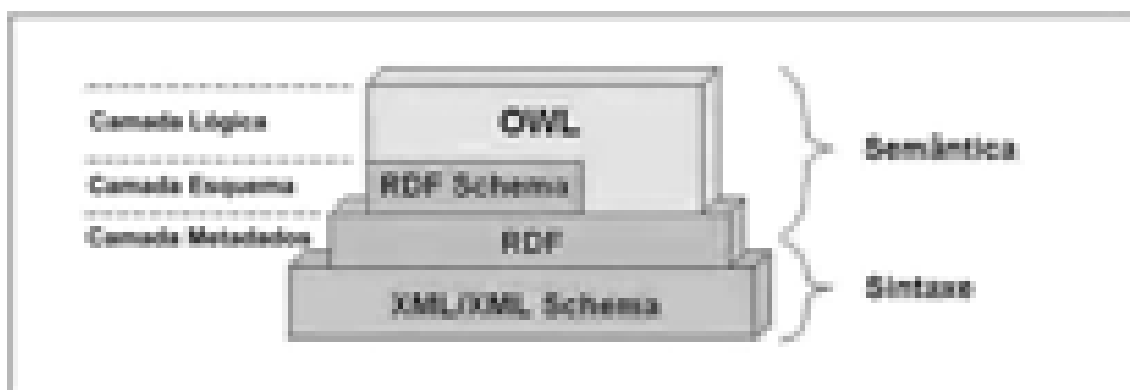 Camada Lógica
OWL
Semântica
Camada Esquema
RDF Schema
Camada Metadados
RDF
Sintaxe
XML/XML Schema